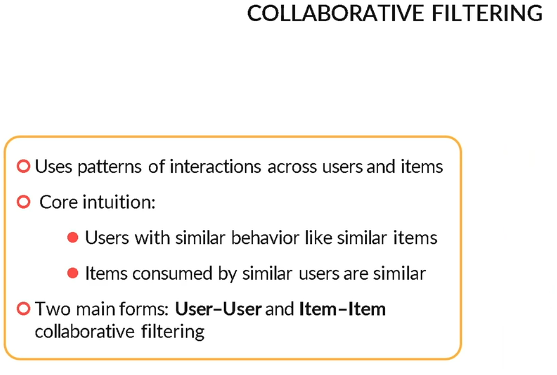 COLLABORATIVE FILTERING
Uses patterns of interactions across users and items
Core intuition:
Users with similar behavior like similar items
Items consumed by similar users are similar
Two main forms: User–User and Item–Item
collaborative filtering